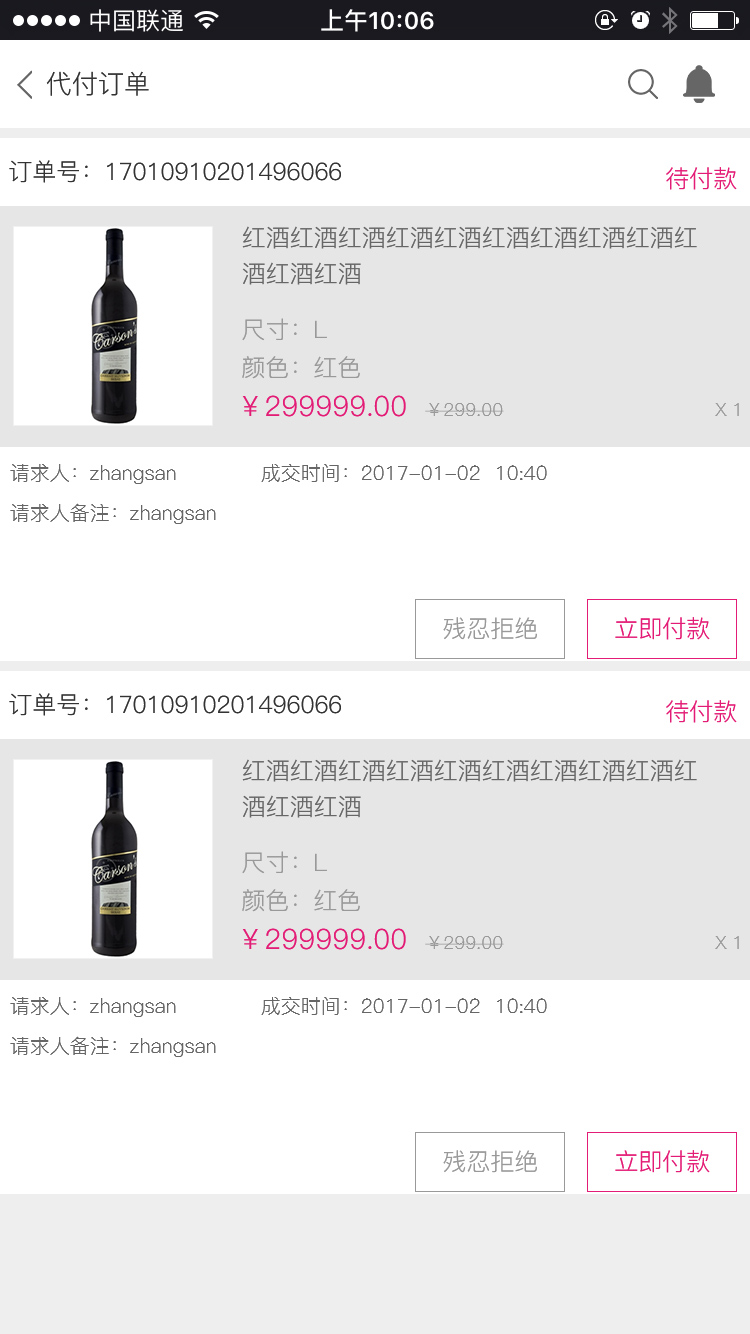 中国联通 上午10:06
代付订单
订单号：17010910201496066 待付款
红酒红酒红酒红酒红酒红酒红酒红酒红酒红
酒红酒红酒
尺寸：L
颜色：红色
¥ 299999.00 ¥ 299.00 X 1
Carson's
请求人：zhangsan 成交时间：2017-01-02 10:40
请求人备注：zhangsan
残忍拒绝 立即付款
订单号：17010910201496066 待付款
红酒红酒红酒红酒红酒红酒红酒红酒红酒红
酒红酒红酒
尺寸：L
颜色：红色
¥ 299999.00 ¥ 299.00 X 1
Carson's
请求人：zhangsan 成交时间：2017-01-02 10:40
请求人备注：zhangsan
残忍拒绝 立即付款